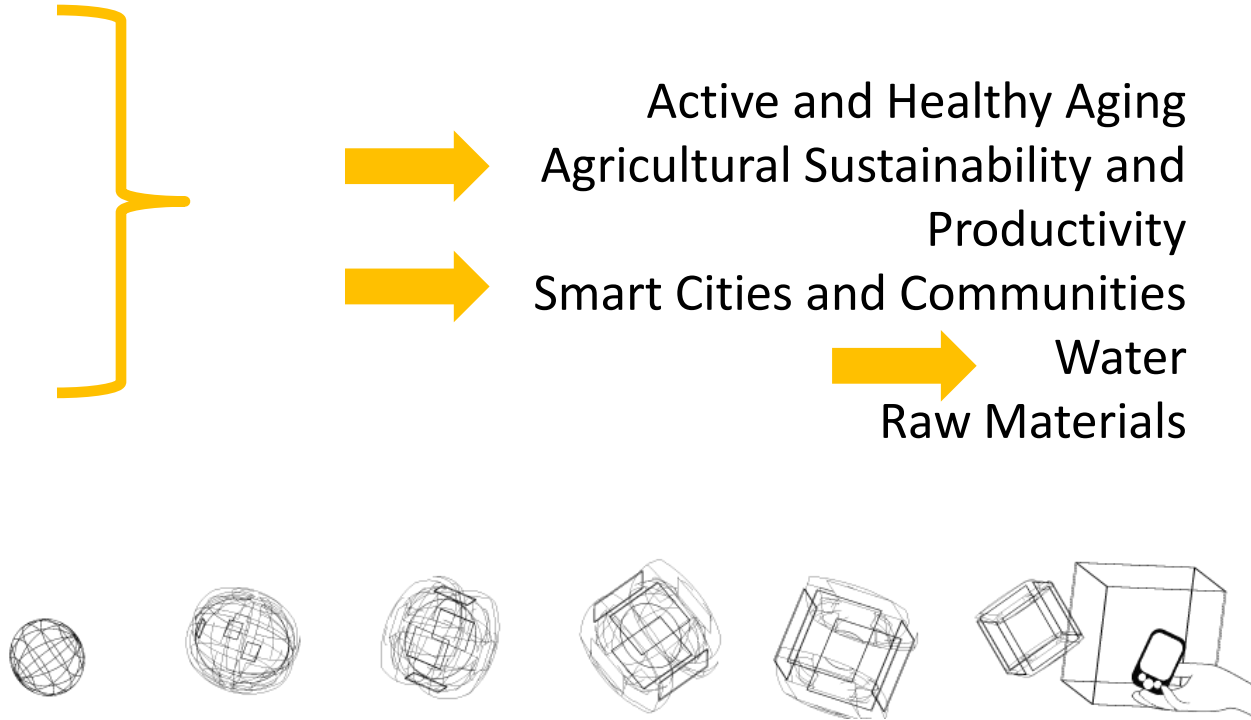 Active and Healthy Aging
Agricultural Sustainability and
Productivity
Smart Cities and Communities
Water
Raw Materials